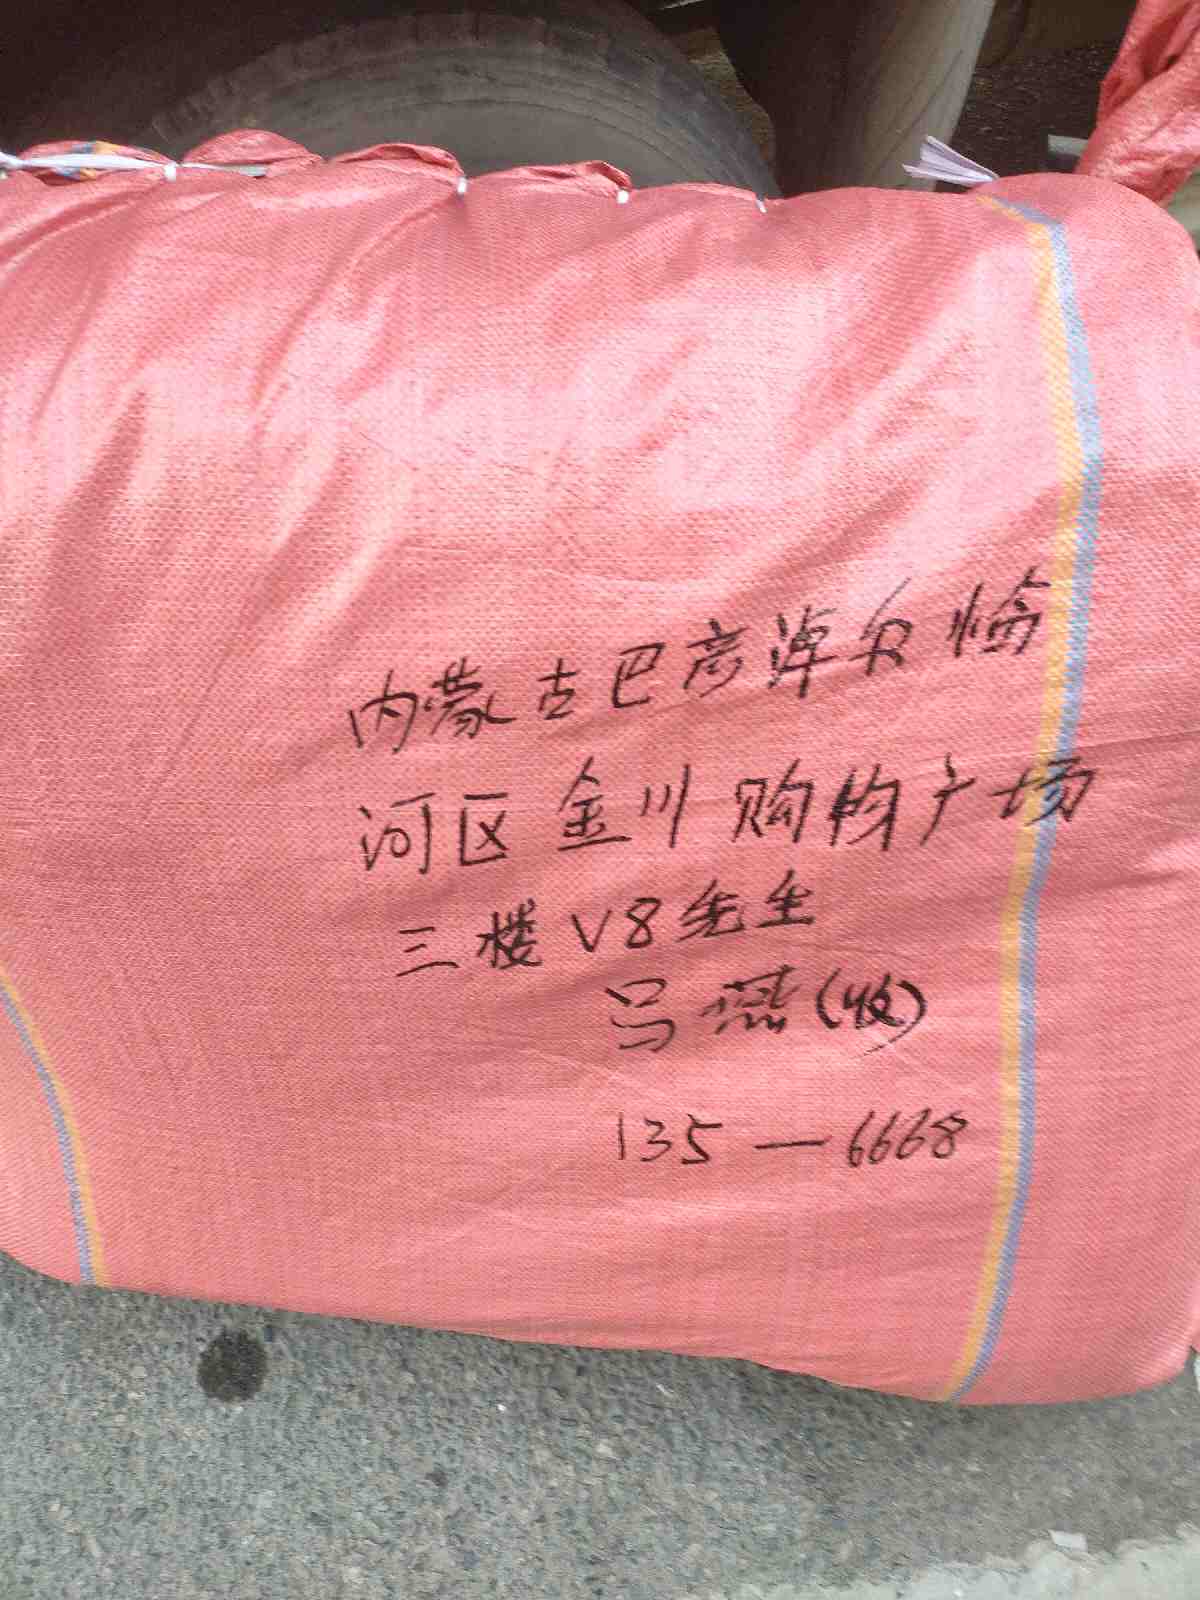 内蒙古巴彦淖尔临
河区金川购物广场
三楼V8先生
马燕(收)
135—6668